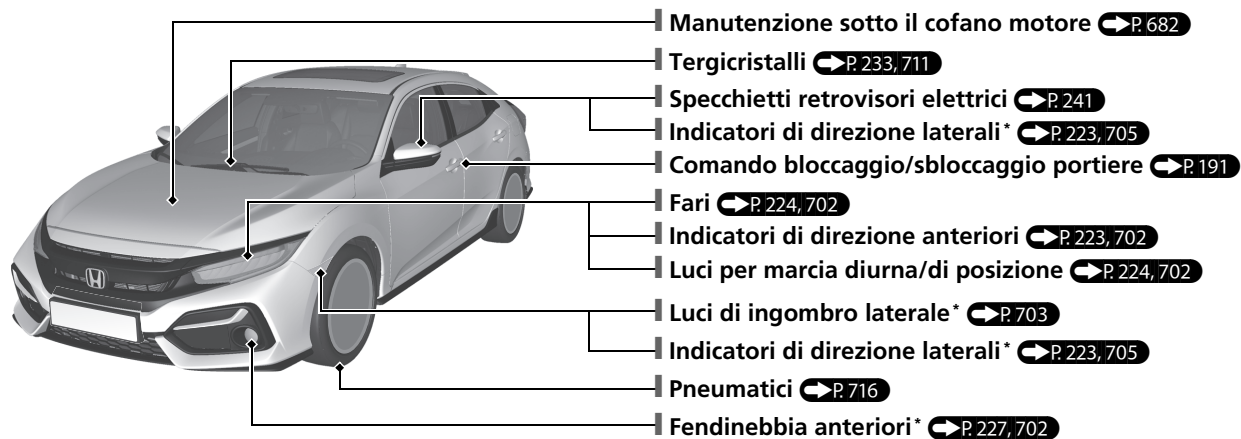 Manutenzione sotto il cofano motore P. 682
Tergicristalli P. 233, 711
Specchietti retrovisori elettrici P. 241
Indicatori di direzione laterali* P. 223, 705
Comando bloccaggio/sbloccaggio portiere P. 191
Fari P. 224, 702
Indicatori di direzione anteriori P. 223, 702
Luci per marcia diurna/di posizione P. 224, 702
Luci di ingombro laterale* P. 703
Indicatori di direzione laterali* P. 223, 705
Pneumatici P. 716
Fendinebbia anteriori* P. 227, 702